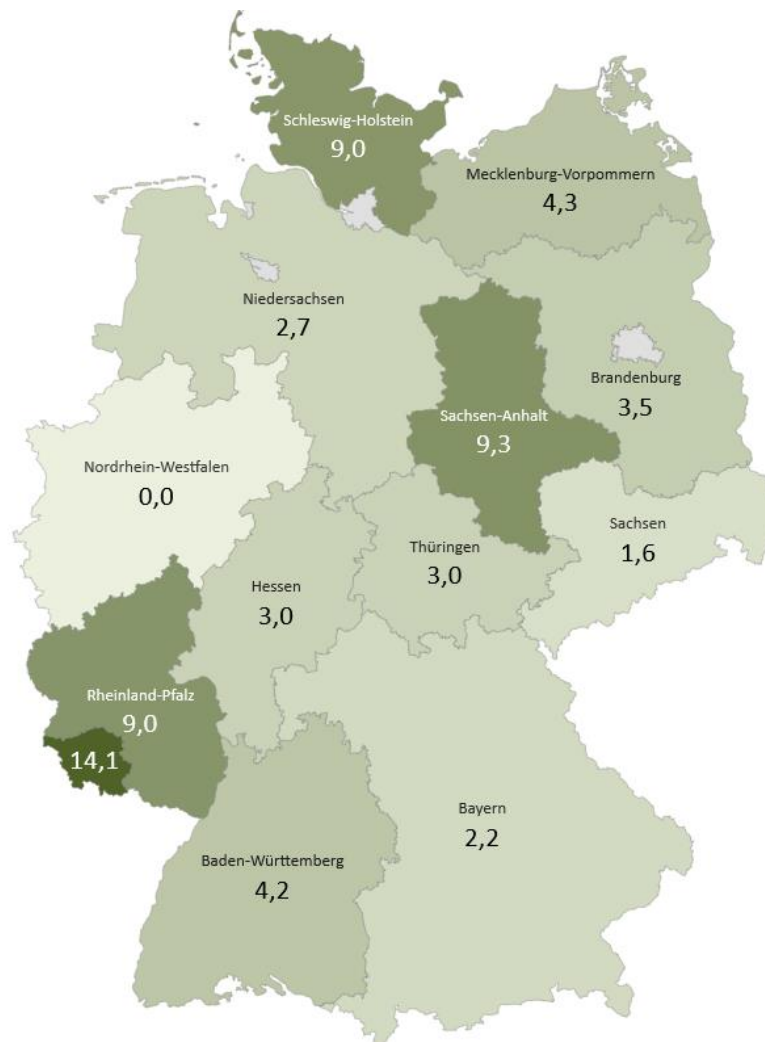 Schleswig-Holstein
9,0
Mecklenburg-Vorpommern
4,3
Niedersachsen
2,7
Brandenburg
3,5
Sachsen-Anhalt
9,3
Nordrhein-Westfalen
0,0
Sachsen
1,6
Thüringen
3,0
Hessen
3,0
Rheinland-Pfalz
9,0
14,1
Bayern
2,2
Baden-Württemberg
4,2